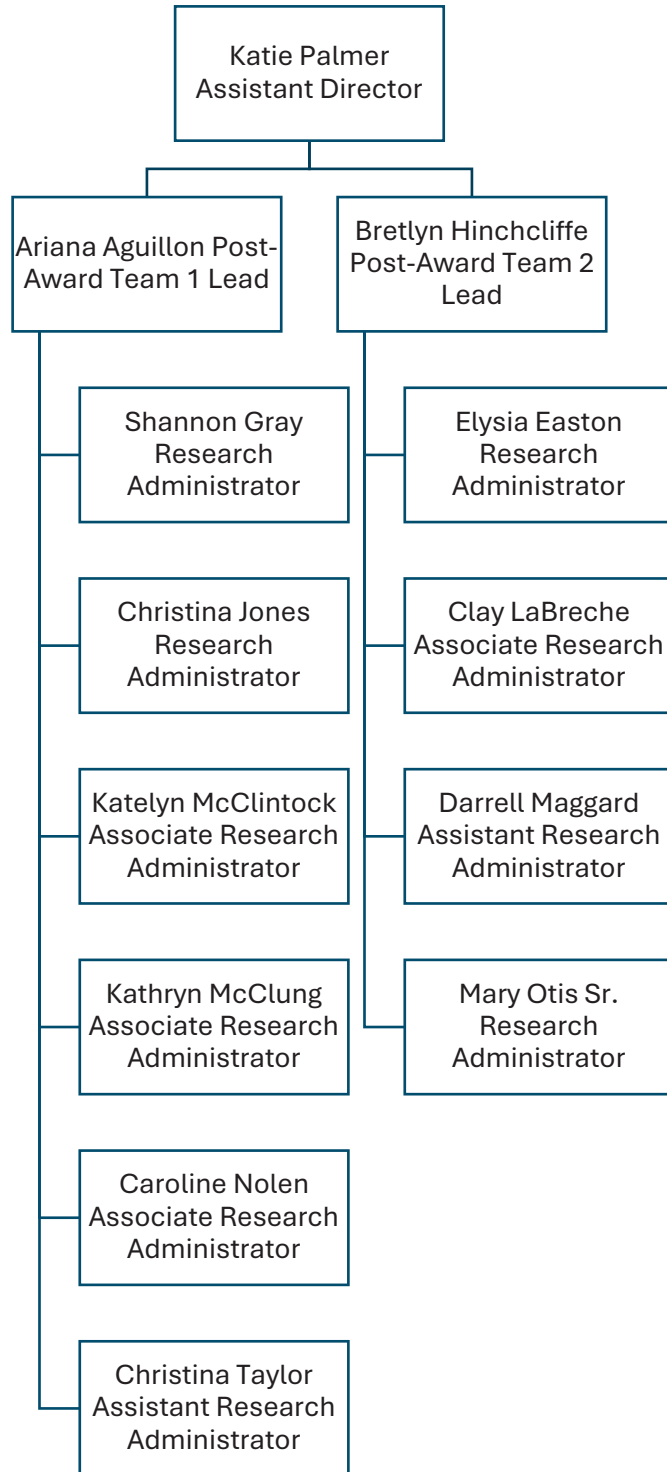 Katie Palmer
Assistant Director
Ariana Aguillon Post-
Award Team 1 Lead
Bretlyn Hinchcliffe
Post-Award Team 2
Lead
Shannon Gray
Research
Administrator
Christina Jones
Research
Administrator
Katelyn McClintock
Associate Research
Administrator
Kathryn McClung
Associate Research
Administrator
Caroline Nolen
Associate Research
Administrator
Christina Taylor
Assistant Research
Administrator
Elysia Easton
Research
Administrator
Clay LaBreche
Associate Research
Administrator
Darrell Maggard
Assistant Research
Administrator
Mary Otis Sr.
Research
Administrator